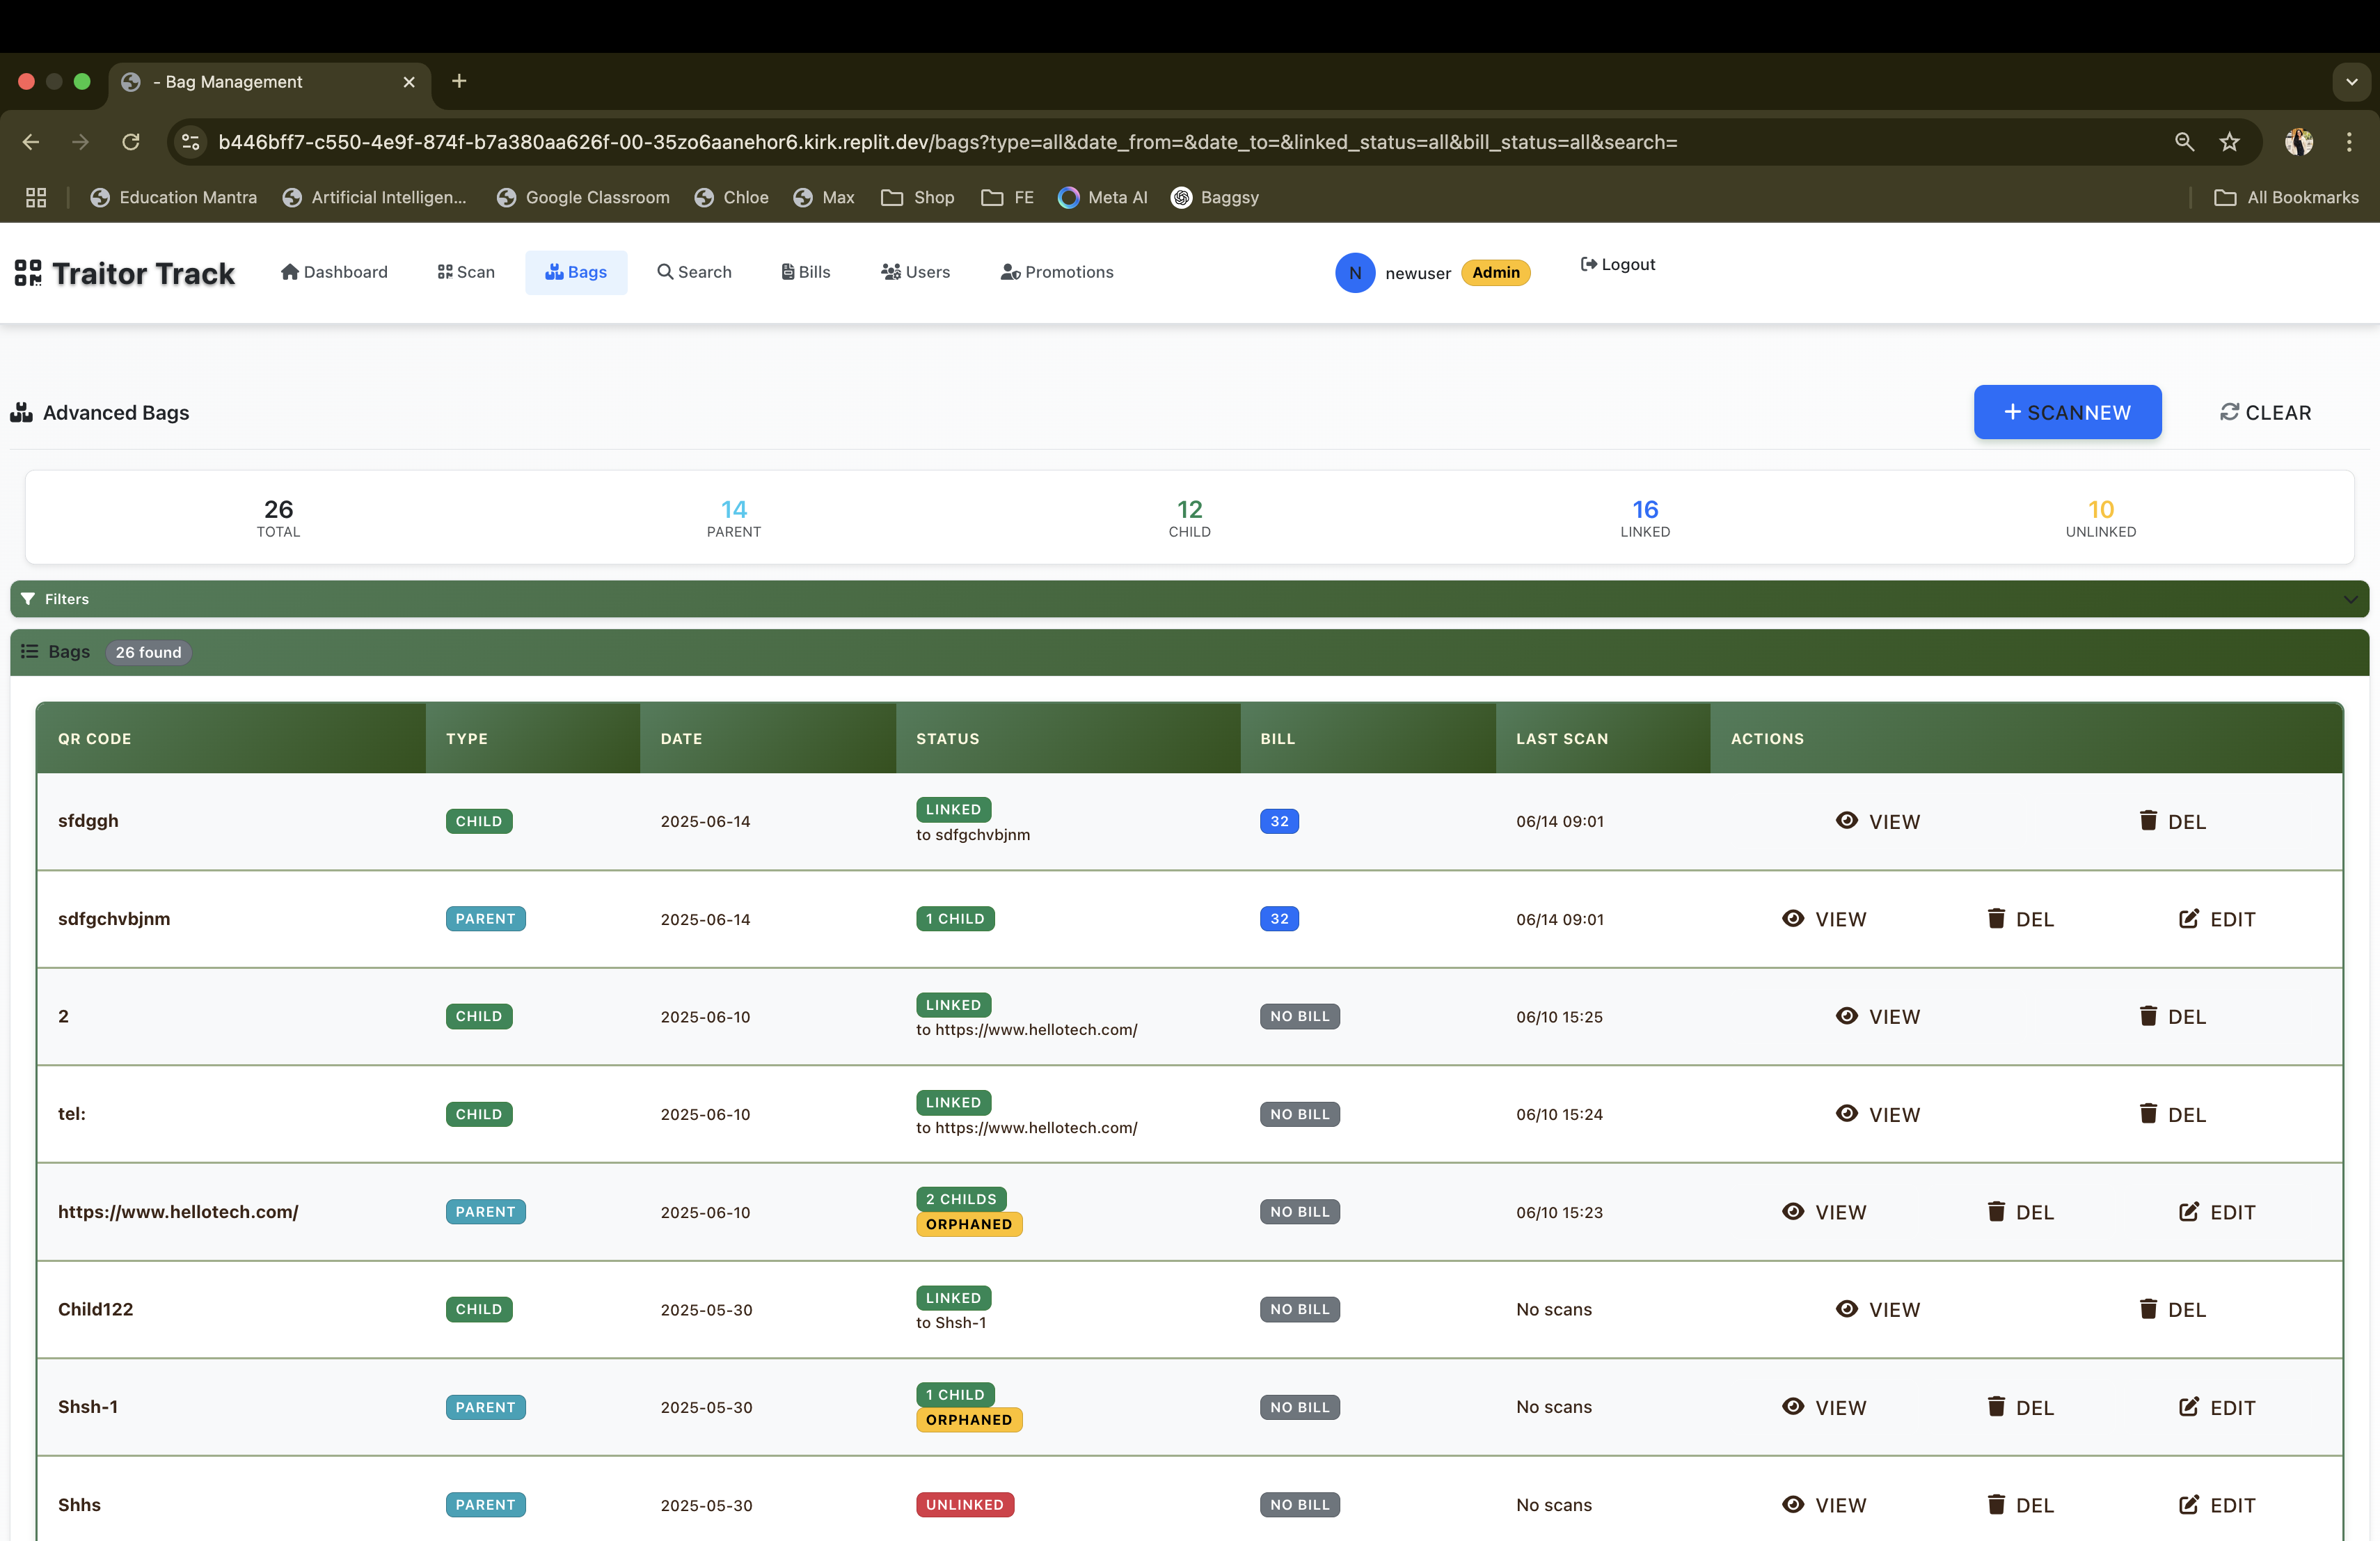 - Bag Management
b446bff7-c550-4e9f-874f-b7a380aa626f-00-35zo6aanehor6.kirk.replit.dev/bags?type=all&date_from=&date_to=&linked_status=all&bill_status=all&search=
Education Mantra Artificial Intelligen... Google Classroom Chloe Max Shop FE Meta AI Baggsy All Bookmarks
Traitor Track Dashboard Scan Bags Search Bills Users Promotions N newuser Admin Logout
Advanced Bags + SCANNEW CLEAR
26 14 12 16 10
TOTAL PARENT CHILD LINKED UNLINKED
Filters
Bags 26 found
QR CODE TYPE DATE STATUS BILL LAST SCAN ACTIONS
sfdggh CHILD 2025-06-14 LINKED 32 06/14 09:01 VIEW DEL
to sdfgchvbjnm
sdfgchvbjnm PARENT 2025-06-14 1 CHILD 32 06/14 09:01 VIEW DEL EDIT
2 CHILD 2025-06-10 LINKED NO BILL 06/10 15:25 VIEW DEL
to https://www.hellotech.com/
tel: CHILD 2025-06-10 LINKED NO BILL 06/10 15:24 VIEW DEL
to https://www.hellotech.com/
https://www.hellotech.com/ PARENT 2025-06-10 2 CHILDS NO BILL 06/10 15:23 VIEW DEL EDIT
ORPHANED
Child122 CHILD 2025-05-30 LINKED NO BILL No scans VIEW DEL
to Shsh-1
Shsh-1 PARENT 2025-05-30 1 CHILD NO BILL No scans VIEW DEL EDIT
ORPHANED
Shhs PARENT 2025-05-30 UNLINKED NO BILL No scans VIEW DEL EDIT